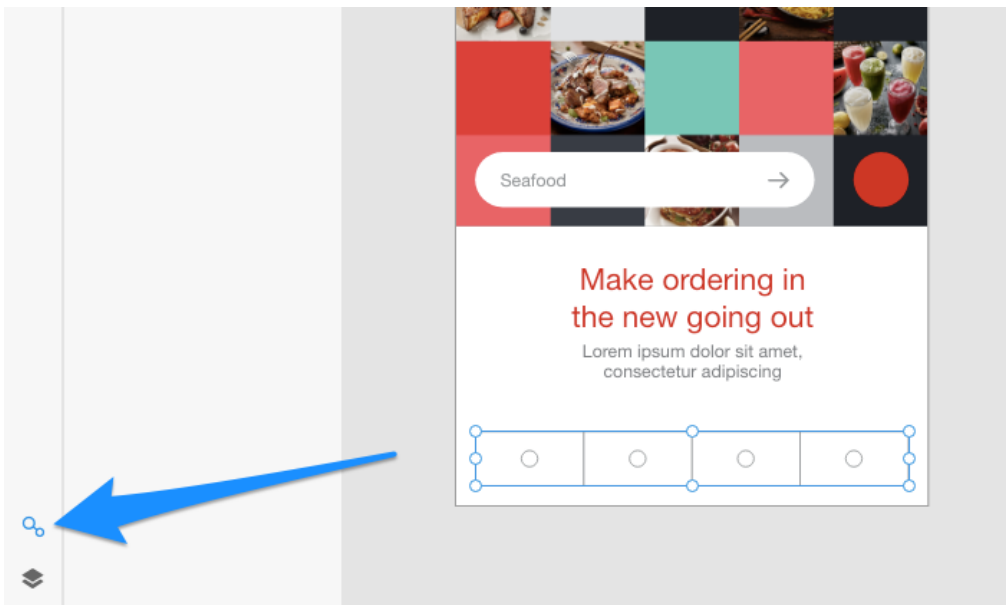 Seafood
Make ordering in
the new going out
Lorem ipsum dolor sit amet,
consectetur adipiscing